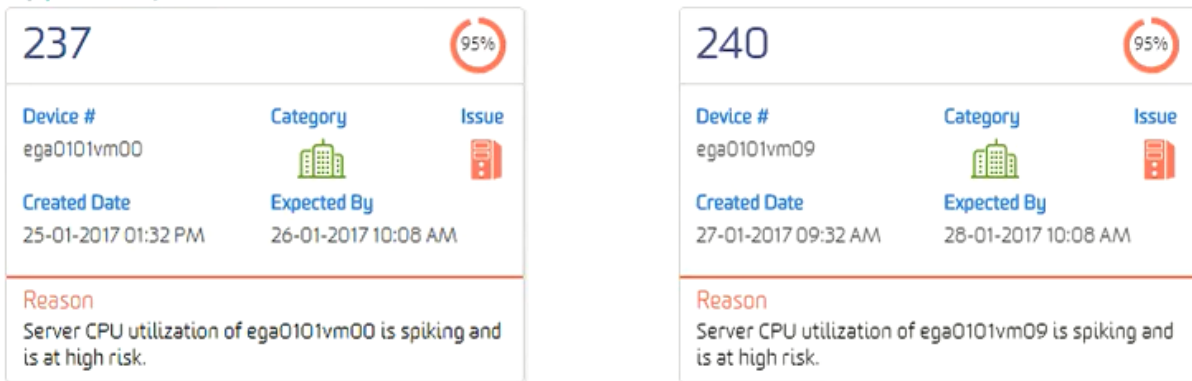 237
95%
Device #
Category
Issue
ega0101vm00
Created Date
Expected By
25-01-2017 01:32 PM
26-01-2017 10:08 AM
Reason
Server CPU utilization of ega0101vm00 is spiking and
is at high risk.
240
95%
Device #
Category
Issue
ega0101vm09
Created Date
Expected By
27-01-2017 09:32 AM
28-01-2017 10:08 AM
Reason
Server CPU utilization of ega0101vm09 is spiking and
is at high risk.